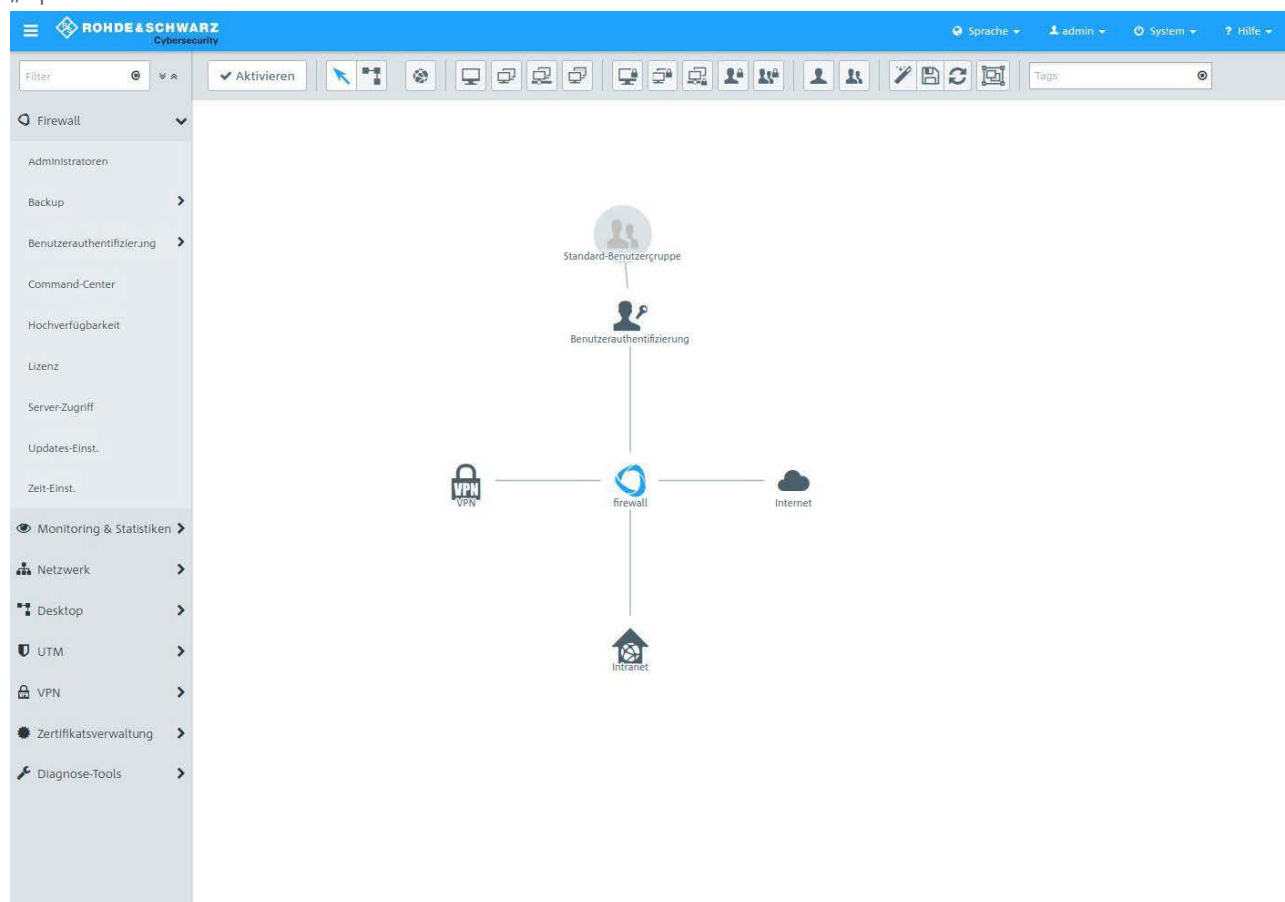 ROHDE & SCHWARZ
Cybersecurity
Sprache
admin
System
? Hilfe
Filter
Aktivieren
Tags
Firewall
Administratoren
Backup
Benutzerauthentifizierung
Command-Center
Hochverfügbarkeit
Lizenz
Server-Zugriff
Updates-Einst.
Zeit-Einst.
Monitoring & Statistiken
Netzwerk
Desktop
UTM
VPN
Zertifikatsverwaltung
Diagnose-Tools
Standard-Benutzergruppe
Benutzerauthentifizierung
VPN
VPN
firewall
Internet
Intranet